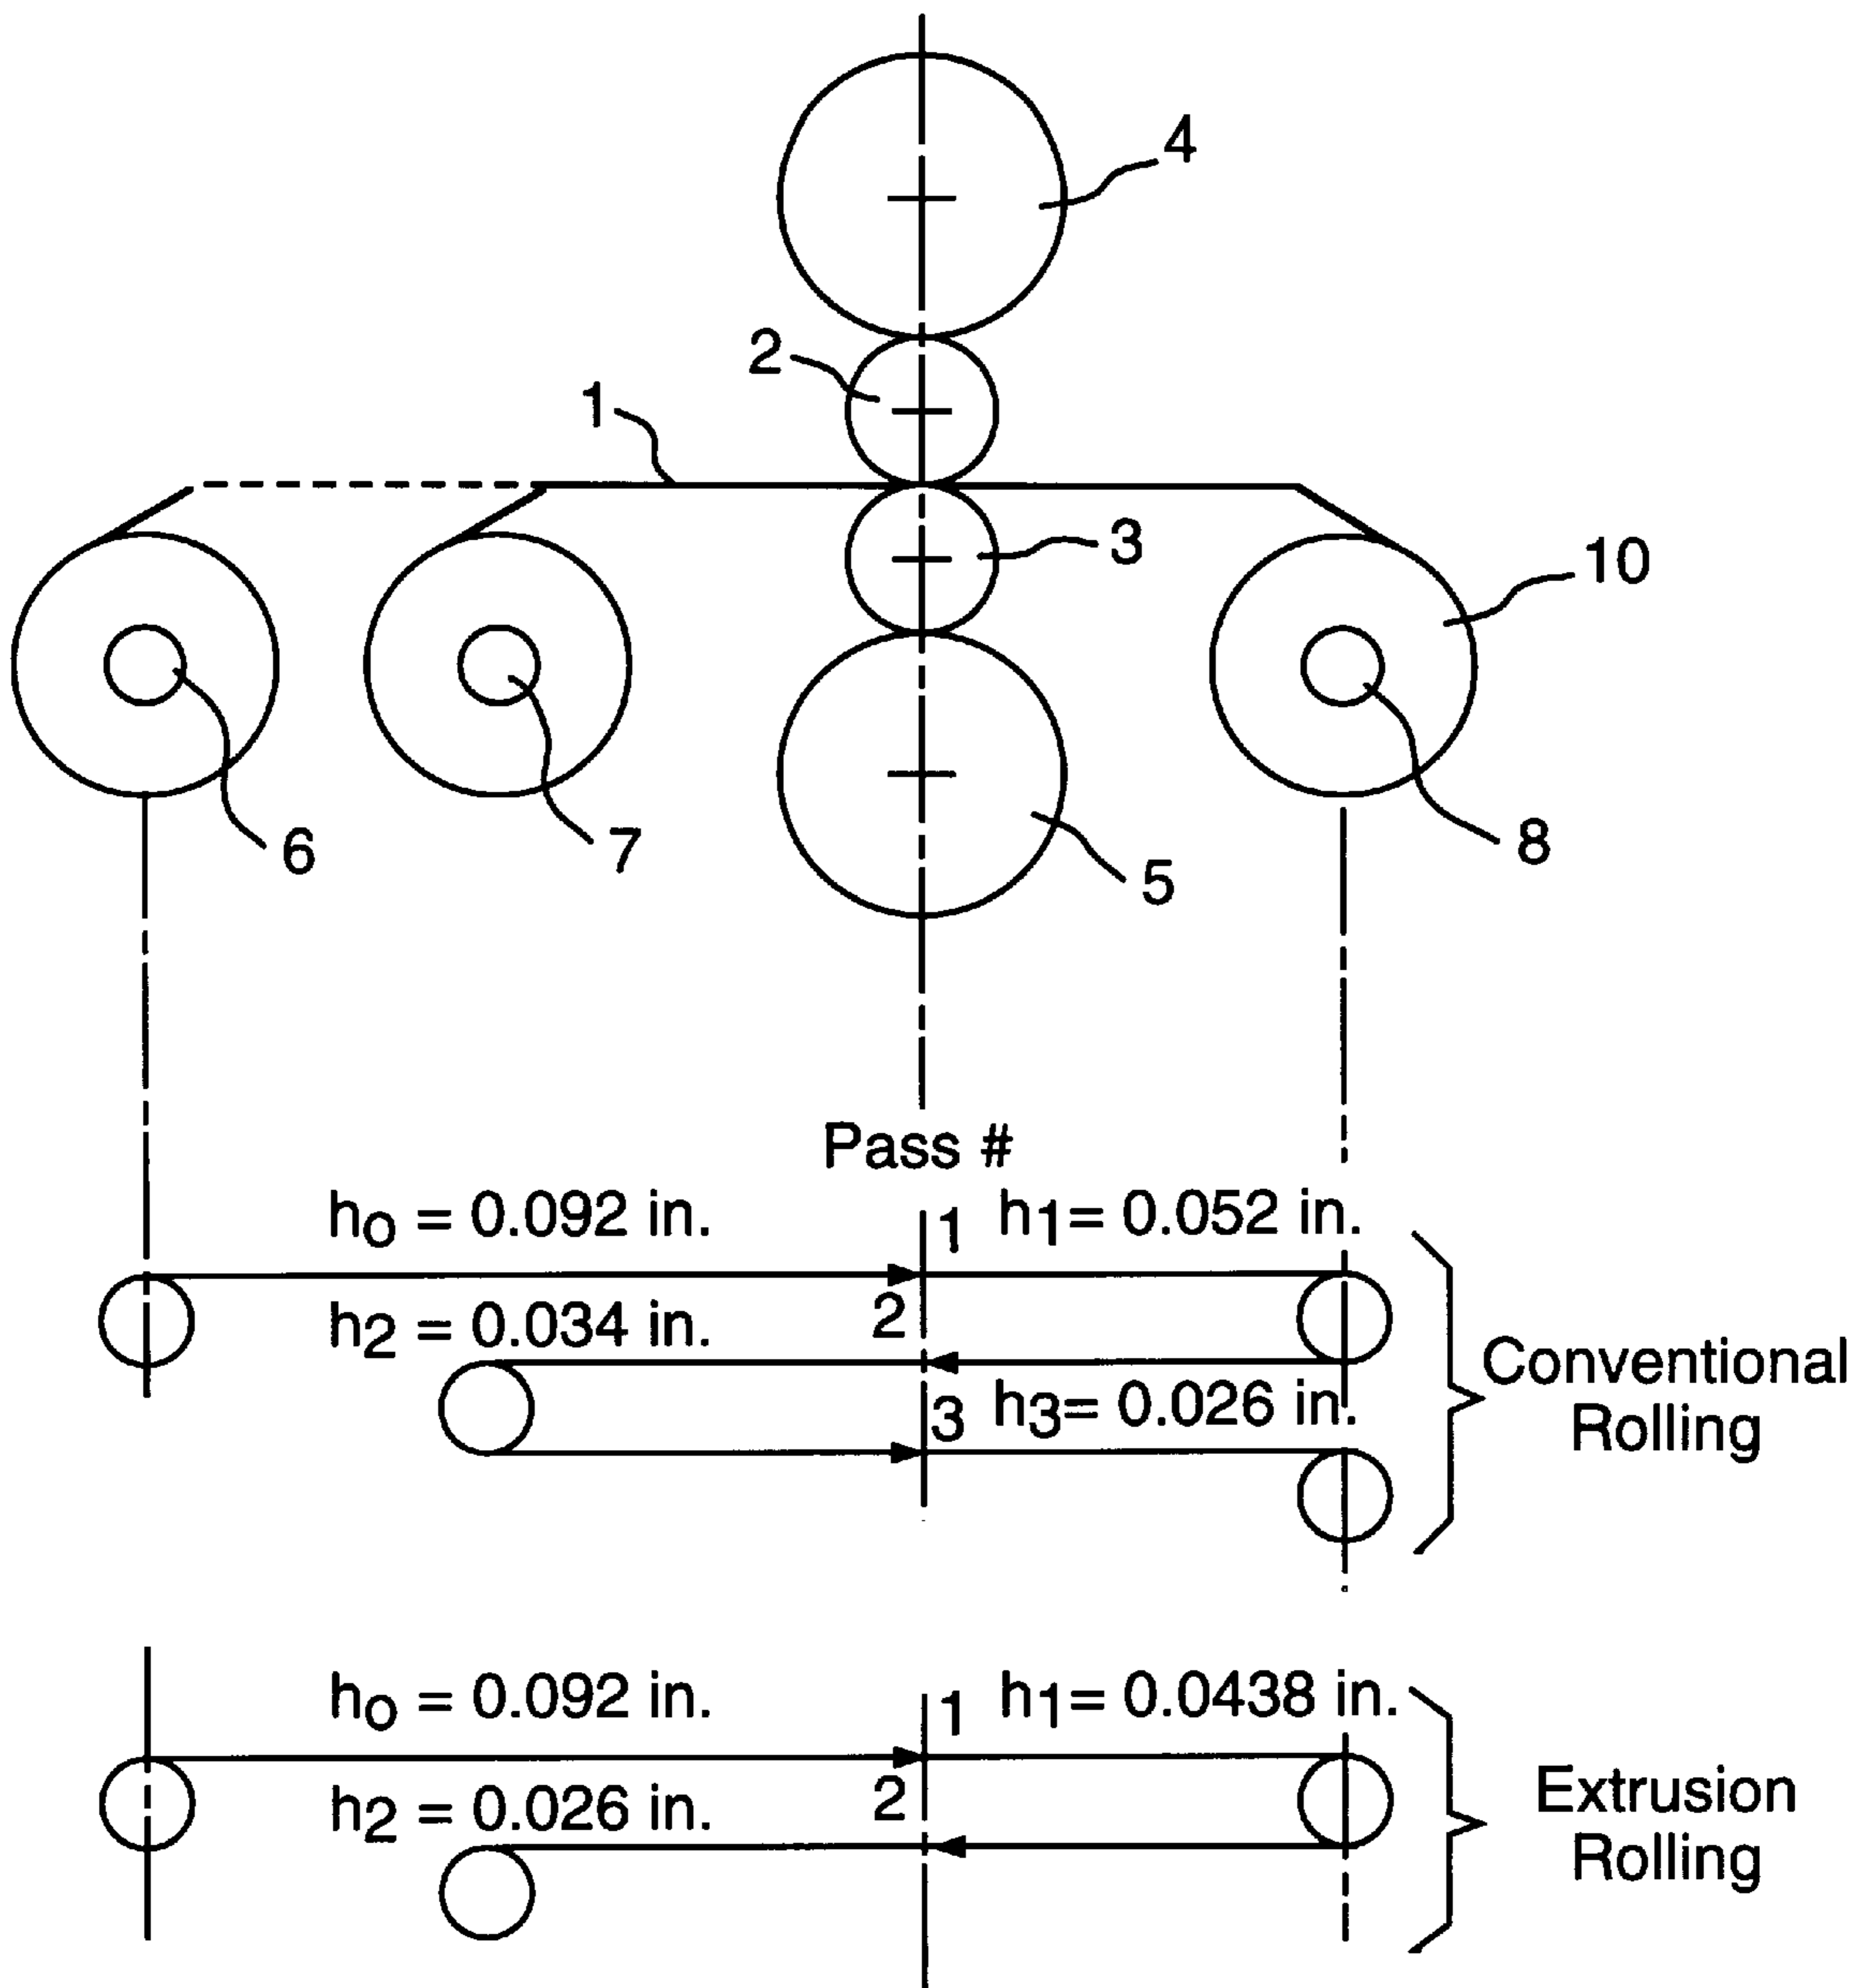 4
2
1
3
10
6
7
8
5
Pass #
h0 = 0.092 in.
1
h1= 0.052 in.
h2 = 0.034 in.
2
3
h3= 0.026 in.
Conventional
Rolling
h0 = 0.092 in.
1
h1= 0.0438 in.
h2 = 0.026 in.
2
Extrusion
Rolling